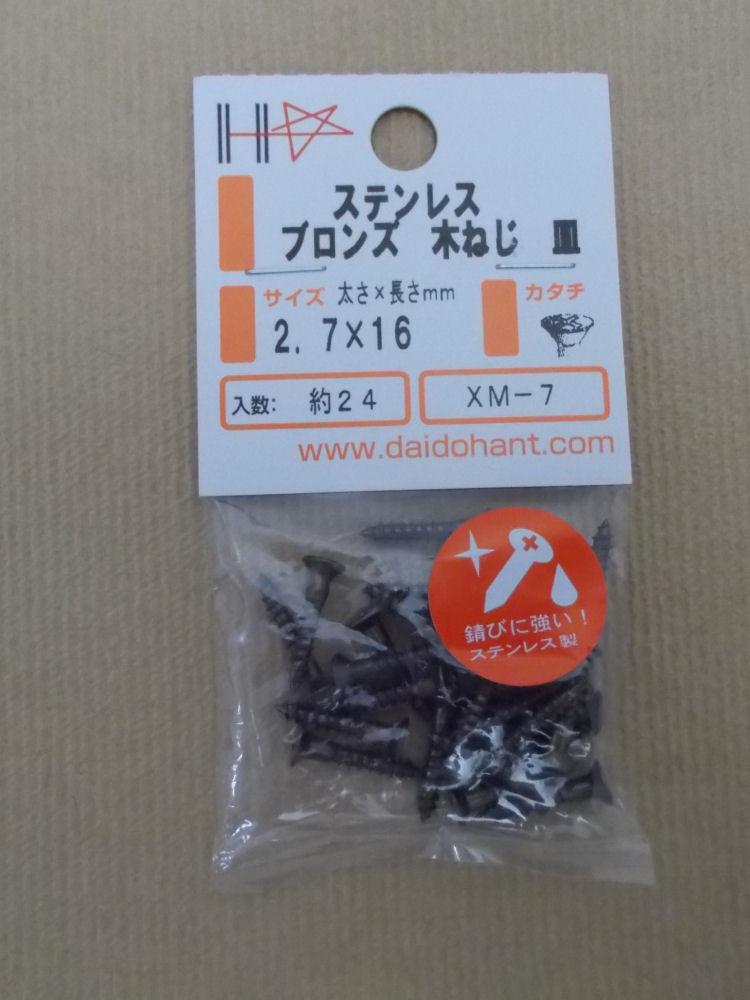 ステンレス
ブロンズ 木ねじ 皿
サイズ 太さ×長さmm
2.7×16
カタチ
入数: 約24
XM-7
www.daidohant.com
錆びに強い!
ステンレス製